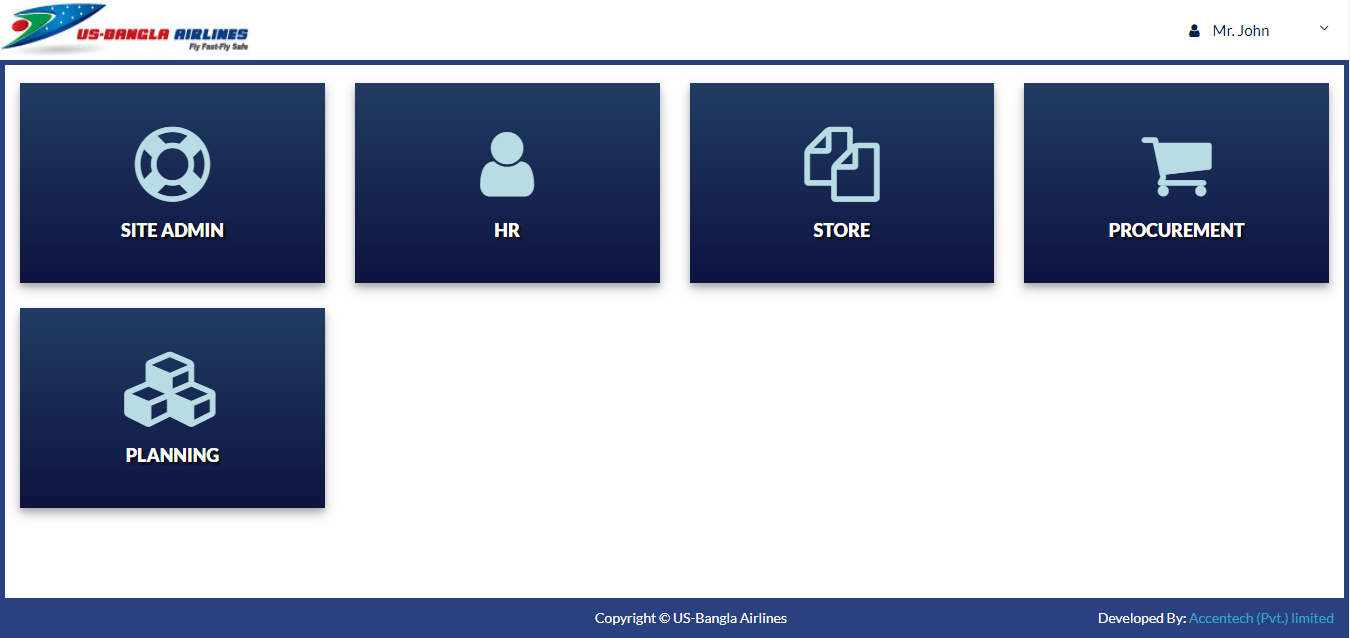 US-BANGLA AIRLINES
Fly Fast-Fly Safe
Mr. John
SITE ADMIN
HR
STORE
PROCUREMENT
PLANNING
Copyright © US-Bangla Airlines
Developed By: Accentech (Pvt.) limited